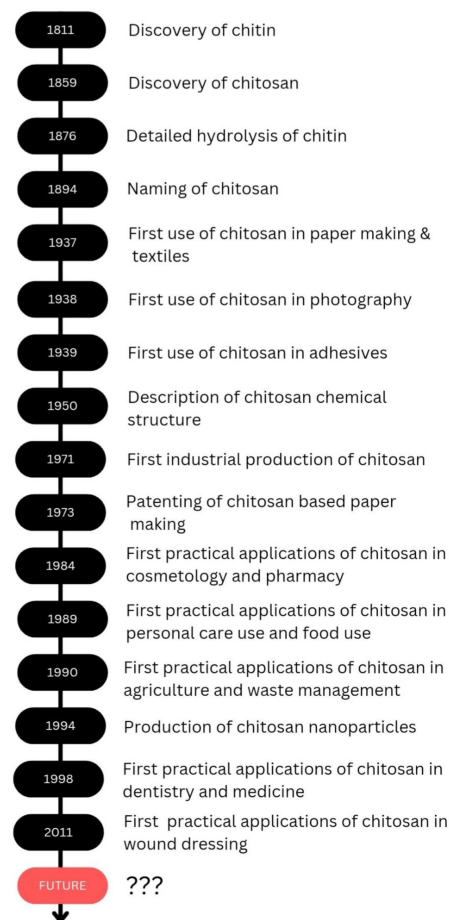 1811
Discovery of chitin
1859
Discovery of chitosan
1876
Detailed hydrolysis of chitin
1894
Naming of chitosan
1937
First use of chitosan in paper making &
textiles
1938
First use of chitosan in photography
1939
First use of chitosan in adhesives
1950
Description of chitosan chemical
structure
1971
First industrial production of chitosan
1973
Patenting of chitosan based paper
making
1984
First practical applications of chitosan in
cosmetology and pharmacy
1989
First practical applications of chitosan in
personal care use and food use
1990
First practical applications of chitosan in
agriculture and waste management
1994
Production of chitosan nanoparticles
1998
First practical applications of chitosan in
dentistry and medicine
2011
First practical applications of chitosan in
wound dressing
FUTURE
???